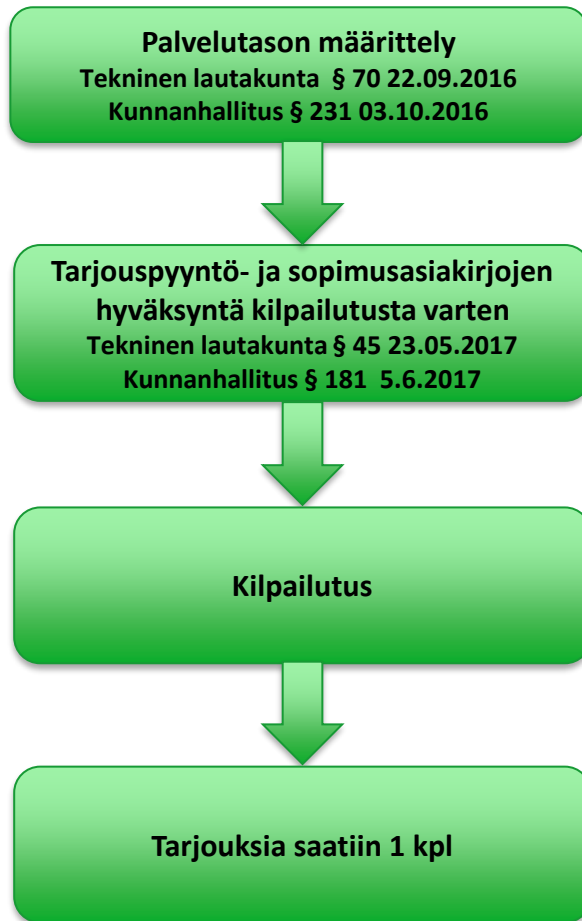 Palvelutason määrittely
Tekninen lautakunta § 70 22.09.2016
Kunnanhallitus § 231 03.10.2016
Tarjouspyyntö- ja sopimusasiakirjojen
hyväksyntä kilpailutusta varten
Tekninen lautakunta § 45 23.05.2017
Kunnanhallitus § 181 5.6.2017
Kilpailutus
Tarjouksia saatiin 1 kpl